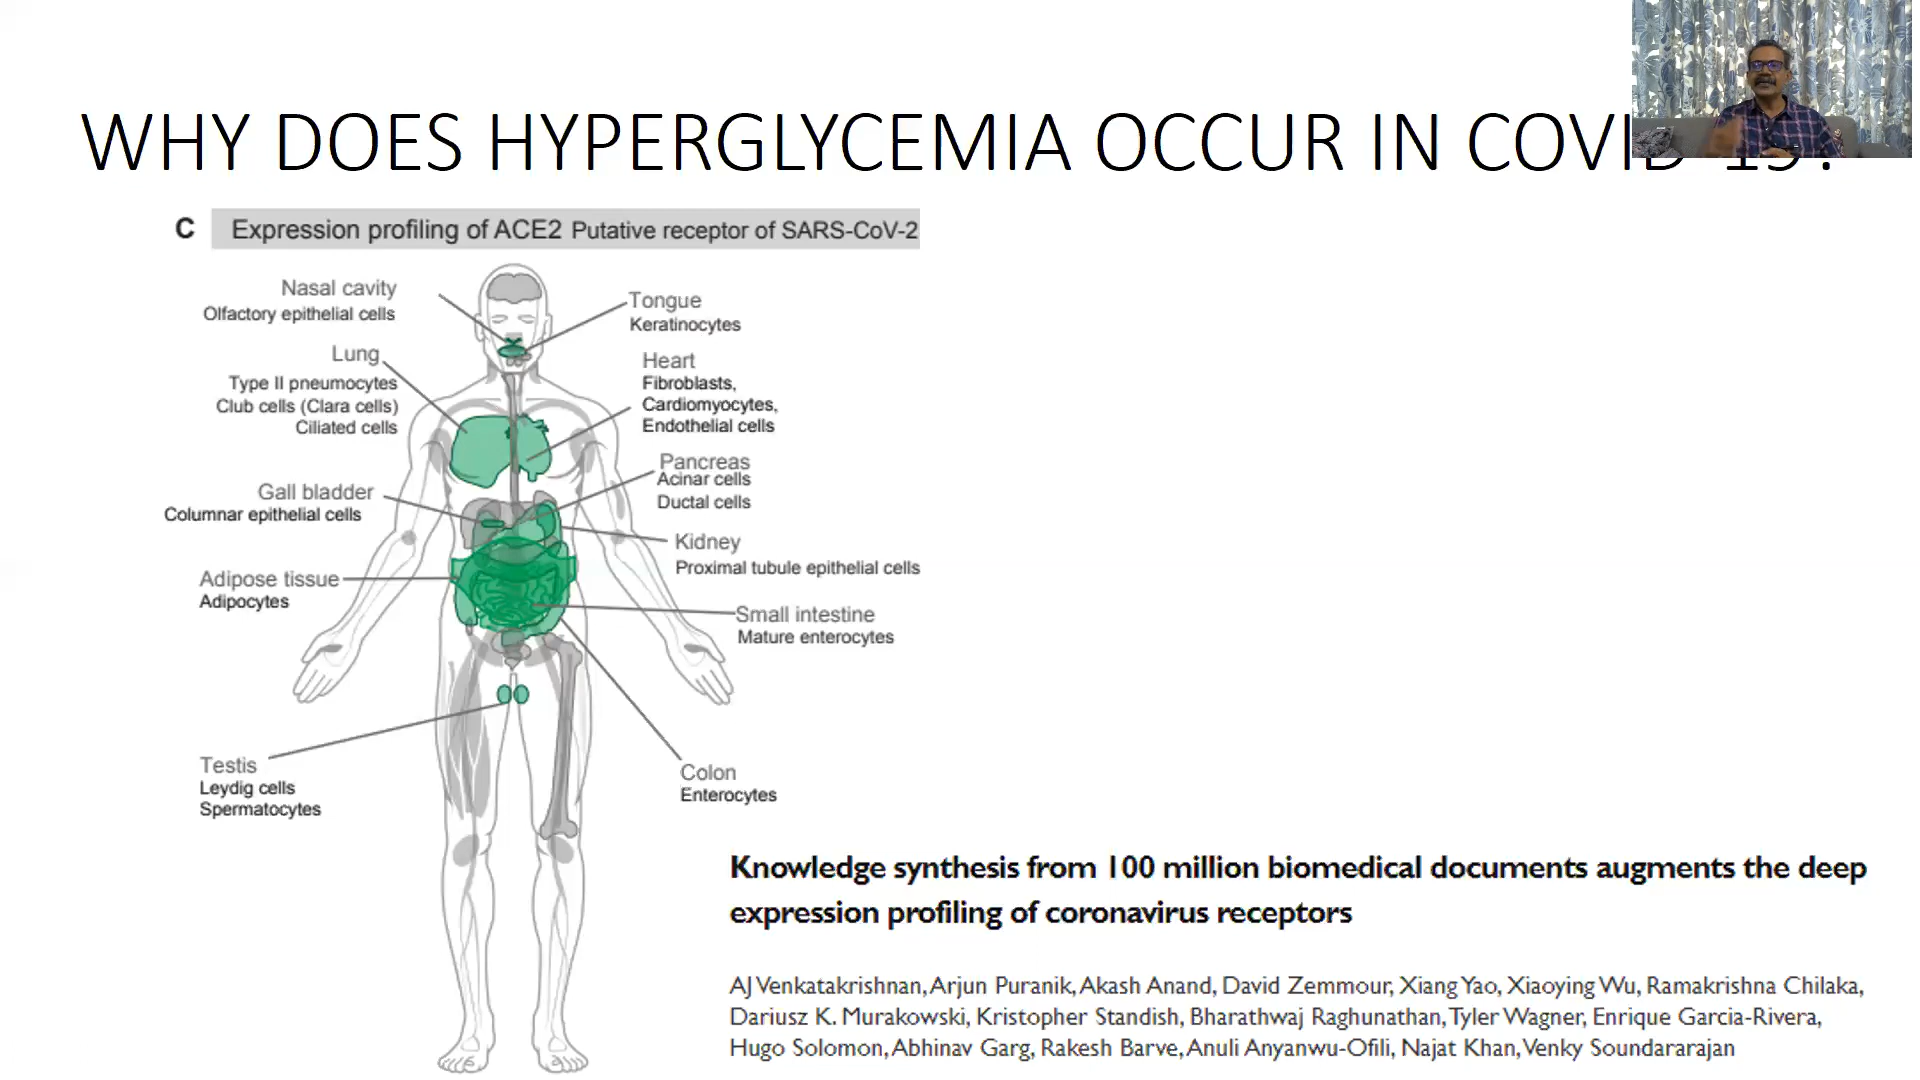 WHY DOES HYPERGLYCEMIA OCCUR IN COVID-19?
C Expression profiling of ACE2 Putative receptor of SARS-CoV-2
Nasal cavity
Olfactory epithelial cells
Lung
Type II pneumocytes
Club cells (Clara cells)
Ciliated cells
Gall bladder
Columnar epithelial cells
Adipose tissue
Adipocytes
Testis
Leydig cells
Spermatocytes
Tongue
Keratinocytes
Heart
Fibroblasts,
Cardiomyocytes,
Endothelial cells
Pancreas
Acinar cells
Ductal cells
Kidney
Proximal tubule epithelial cells
Small intestine
Mature enterocytes
Colon
Enterocytes
Knowledge synthesis from 100 million biomedical documents augments the deep
expression profiling of coronavirus receptors
AJ Venkatakrishnan, Arjun Puranik, Akash Anand, David Zemmour, Xiang Yao, Xiaoying Wu, Ramakrishna Chilaka,
Dariusz K. Murakowski, Kristopher Standish, Bharathwaj Raghunathan, Tyler Wagner, Enrique Garcia-Rivera,
Hugo Solomon, Abhinav Garg, Rakesh Barve, Anuli Anyanwu-Ofili, Najat Khan, Venky Soundararajan